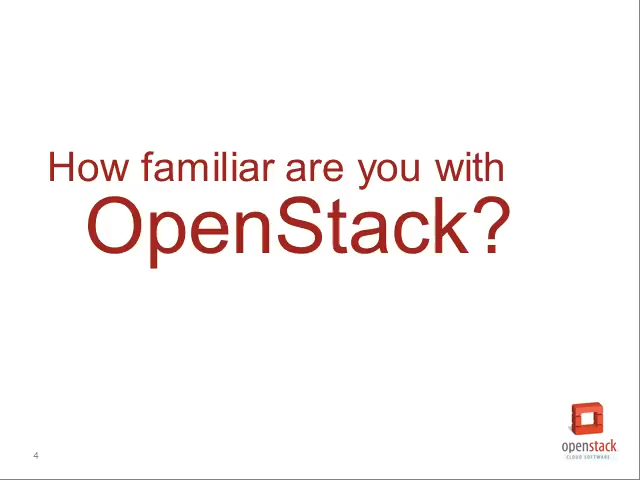 How familiar are you with
OpenStack?
openstack
CLOUD SOFTWARE
4